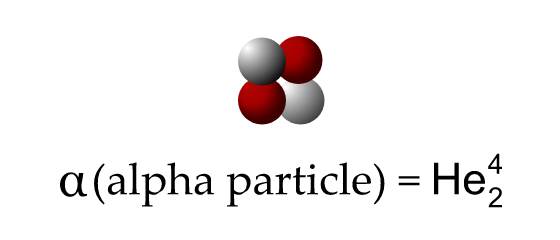 α(alpha particle) = He⁴₂